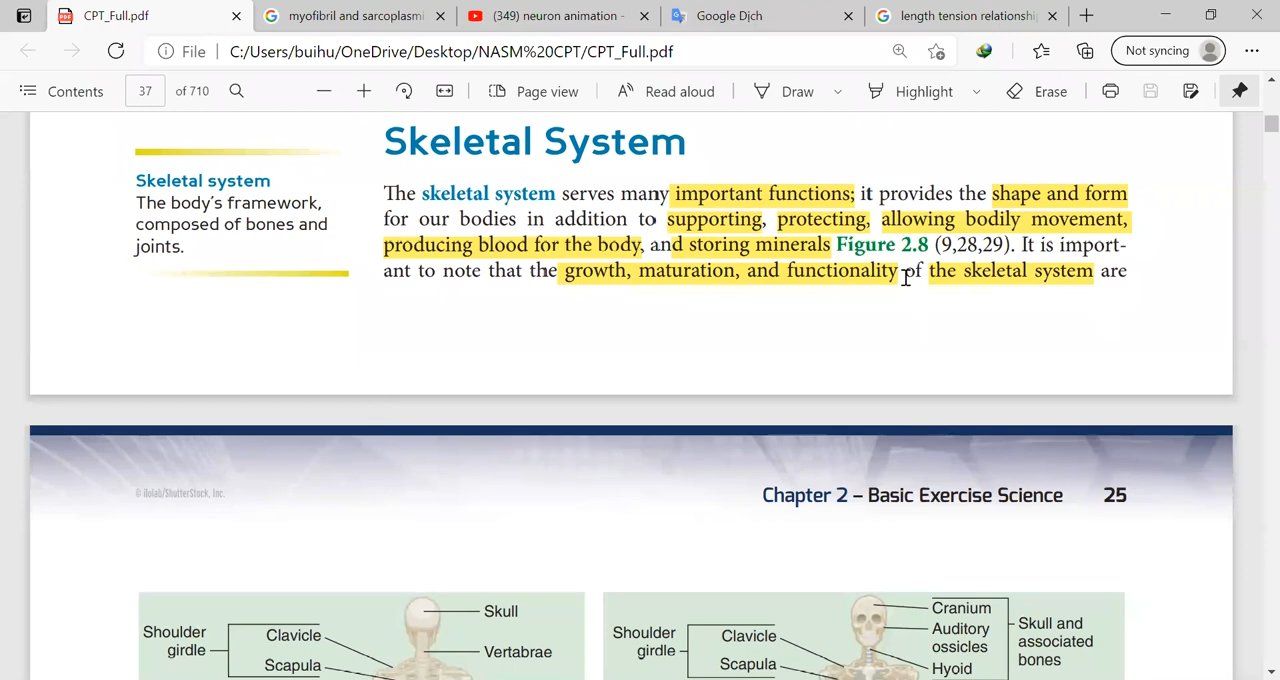 CPT_Full.pdf
myofibril and sarcoplasmi
(349) neuron animation -
Google Dịch
length tension relationshi
File
C:/Users/buihu/OneDrive/Desktop/NASM%20CPT/CPT_Full.pdf
Not syncing
Contents
37
of 710
Page view
Read aloud
Draw
Highlight
Erase
Skeletal System
Skeletal system
The body's framework,
composed of bones and
joints.
The skeletal system serves many important functions; it provides the shape and form
for our bodies in addition to supporting, protecting, allowing bodily movement,
producing blood for the body, and storing minerals Figure 2.8 (9,28,29). It is import-
ant to note that the growth, maturation, and functionality of the skeletal system are
© ilolab/ShutterStock, Inc.
Chapter 2 – Basic Exercise Science 25
Skull
Shoulder
girdle
Clavicle
Vertabrae
Scapula
Shoulder
girdle
Clavicle
Scapula
Cranium
Auditory
ossicles
Hyoid
Skull and
associated
bones